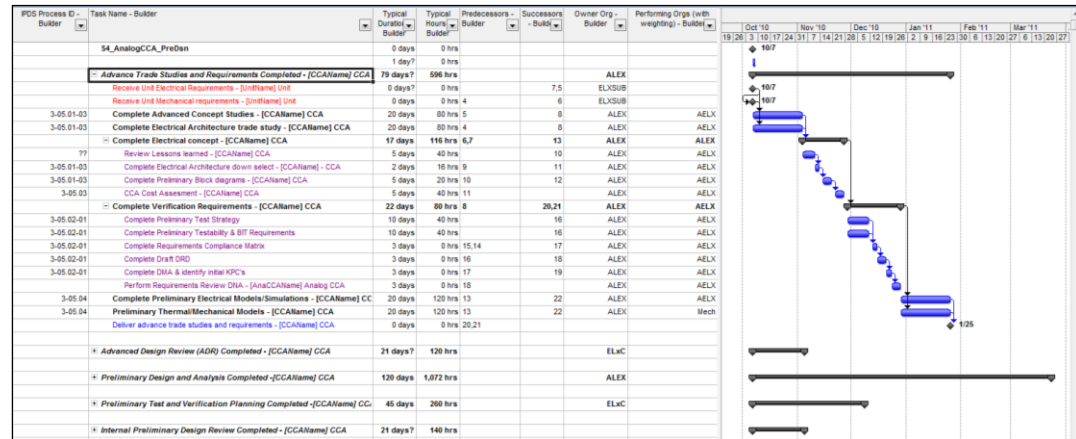 IPDS Process ID - Builder Task Name - Builder Typical Duration Builder Typical Hours Builder Predecessors - Builder Successors - Builder Owner Org - Builder Performing Orgs (with weighting) - Builder
Oct '10 Nov '10 Dec '10 Jan '11 Feb '11 Mar '11
19 26 3 10 17 24 31 7 14 21 28 5 12 19 26 2 9 16 23 30 6 13 20 27 6 13 20 27
54_AnalogCCA_PreDsn 0 days 0 hrs 10/7
1 day? 0 hrs
Advance Trade Studies and Requirements Completed - [CCAName] CCA 79 days? 596 hrs ALEX
Receive Unit Electrical Requirements - [UnitName] Unit 0 days? 0 hrs 7,5 ELXSUB 10/7
Receive Unit Mechanical requirements - [UnitName] Unit 0 days 0 hrs 4 6 ELXSUB 10/7
3-05.01-03 Complete Advanced Concept Studies - [CCAName] CCA 20 days 80 hrs 5 8 ALEX AELX
3-05.01-03 Complete Electrical Architecture trade study - [CCAName] CCA 20 days 80 hrs 4 8 ALEX AELX
Complete Electrical concept - [CCAName] CCA 17 days 116 hrs 6,7 13 ALEX ALEX
?? Review Lessons learned - [CCAName] CCA 5 days 40 hrs 10 ALEX AELX
3-05.01-03 Complete Electrical Architecture down select - [CCAName] - CCA 2 days 16 hrs 9 11 ALEX AELX
3-05.01-03 Complete Preliminary Block diagrams - [CCAName] CCA 5 days 20 hrs 10 12 ALEX AELX
3-05.03 CCA Cost Assesment - [CCAName] CCA 5 days 40 hrs 11 ALEX AELX
Complete Verification Requirements - [CCAName] CCA 22 days 80 hrs 8 20,21 ALEX AELX
3-05.02-01 Complete Preliminary Test Strategy 10 days 40 hrs 16 ALEX AELX
3-05.02-01 Complete Preliminary Testability & BIT Requirements 10 days 40 hrs 16 ALEX AELX
3-05.02-01 Complete Requirements Compliance Matrix 3 days 0 hrs 15,14 17 ALEX AELX
3-05.02-01 Complete Draft DRD 3 days 0 hrs 16 18 ALEX AELX
3-05.02-01 Complete DMA & identify initial KPC's 3 days 0 hrs 17 19 ALEX AELX
Perform Requirements Review DNA - [AnaCCAName] Analog CCA 3 days 0 hrs 18 ALEX AELX
3-05.04 Complete Preliminary Electrical Models/Simulations - [CCAName] CC 20 days 120 hrs 13 22 ALEX AELX
3-05.04 Preliminary Thermal/Mechanical Models - [CCAName] CCA 20 days 120 hrs 13 22 ALEX Mech
Deliver advance trade studies and requirements - [CCAName] CCA 0 days 0 hrs 20,21 1/25
Advanced Design Review (ADR) Completed - [CCAName] CCA 21 days? 120 hrs ELxC
Preliminary Design and Analysis Completed -[CCAName] CCA 120 days 1,072 hrs ALEX
Preliminary Test and Verification Planning Completed -[CCAName] CC 45 days 260 hrs ELxC
Internal Preliminary Design Review Completed - [CCAName] CCA 21 days? 140 hrs